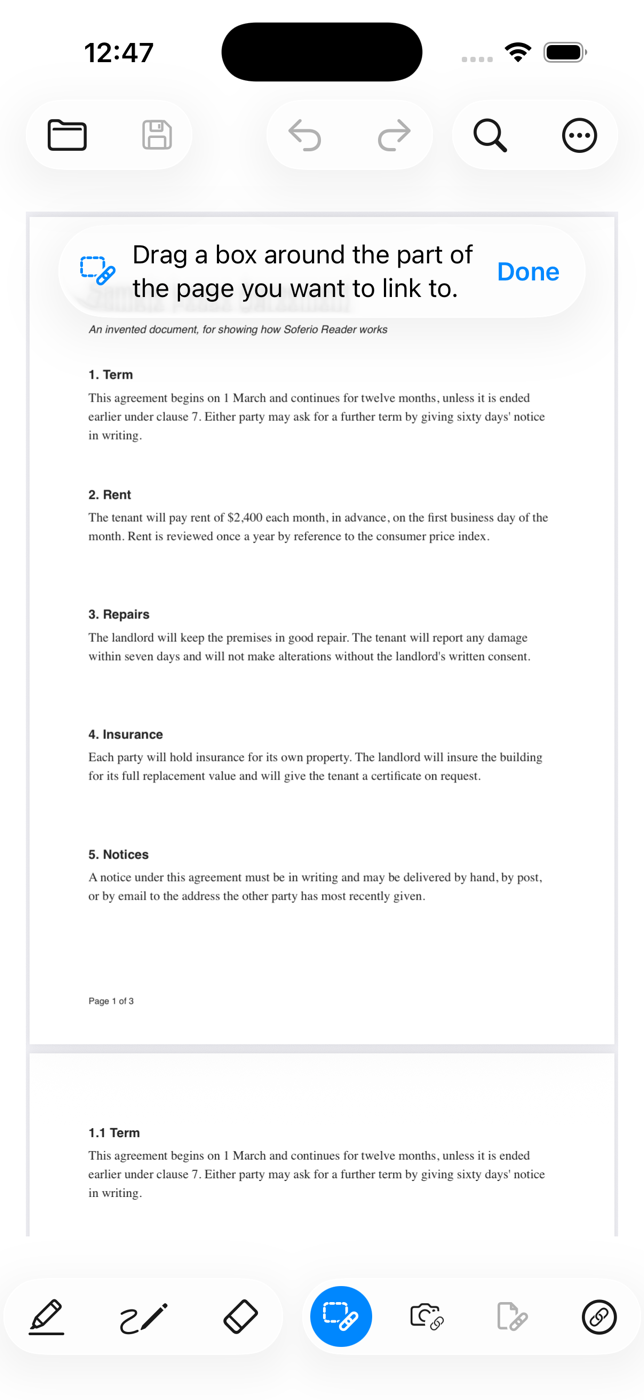 12:47
Drag a box around the part of
the page you want to link to.
Done
An invented document, for showing how Soferio Reader works
1. Term
This agreement begins on 1 March and continues for twelve months, unless it is ended
earlier under clause 7. Either party may ask for a further term by giving sixty days' notice
in writing.
2. Rent
The tenant will pay rent of $2,400 each month, in advance, on the first business day of the
month. Rent is reviewed once a year by reference to the consumer price index.
3. Repairs
The landlord will keep the premises in good repair. The tenant will report any damage
within seven days and will not make alterations without the landlord's written consent.
4. Insurance
Each party will hold insurance for its own property. The landlord will insure the building
for its full replacement value and will give the tenant a certificate on request.
5. Notices
A notice under this agreement must be in writing and may be delivered by hand, by post,
or by email to the address the other party has most recently given.
Page 1 of 3
1.1 Term
This agreement begins on 1 March and continues for twelve months, unless it is ended
earlier under clause 7. Either party may ask for a further term by giving sixty days' notice
in writing.